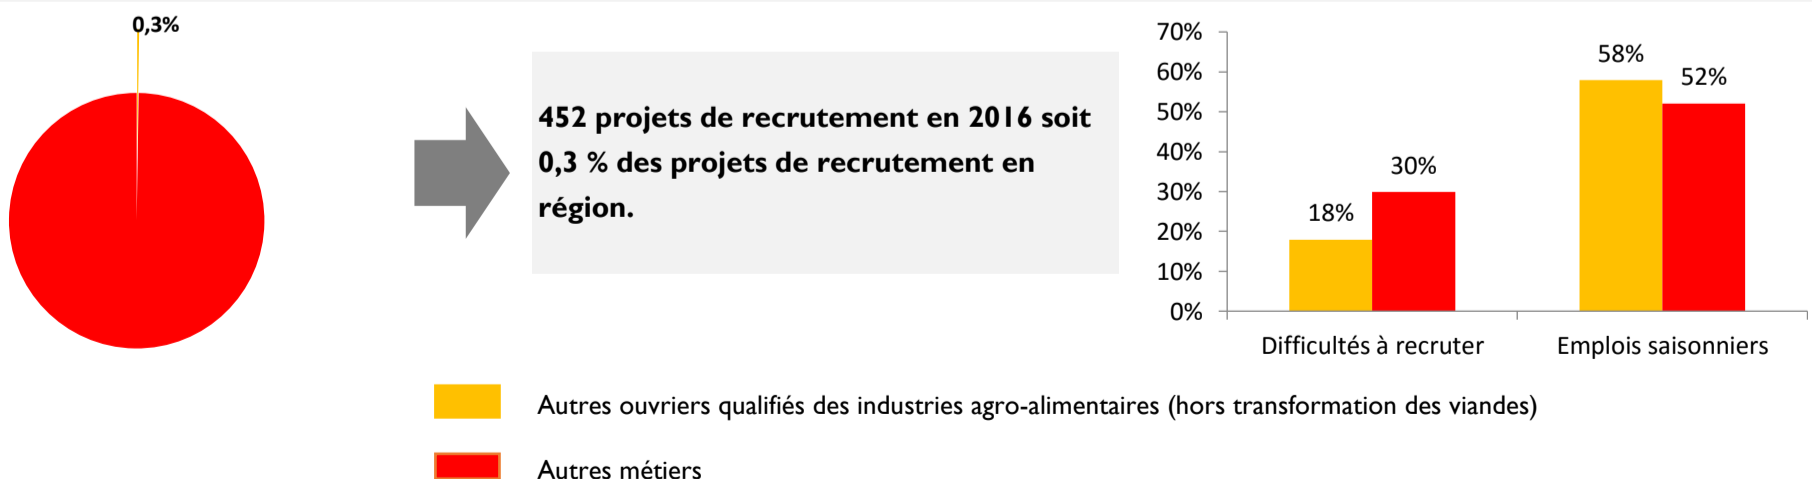 0,3%
452 projets de recrutement en 2016 soit
0,3 % des projets de recrutement en
région.
70%
60%
50%
40%
30%
20%
10%
0%
18%
30%
58%
52%
Difficultés à recruter
Emplois saisonniers
Autres ouvriers qualifiés des industries agro-alimentaires (hors transformation des viandes)
Autres métiers